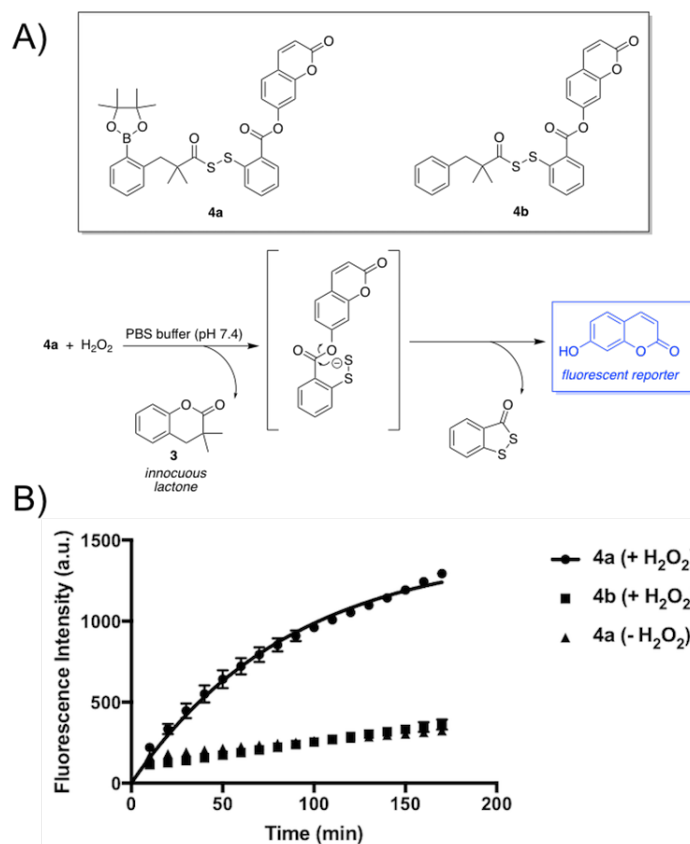 A)
O
O
O
O
O
O
B
O
S
S
4a
O
O
O
O
O
S
S
4b
O
O
O
O
S
S
4a + H2O2
PBS buffer (pH 7.4)
O
O
3
innocuous
lactone
HO
O
O
fluorescent reporter
O
S
S
B)
Fluorescence Intensity (a.u.)
1500
1000
500
0
0
50
100
150
200
Time (min)
4a (+ H2O2
4b (+ H2O2
4a (- H2O2)